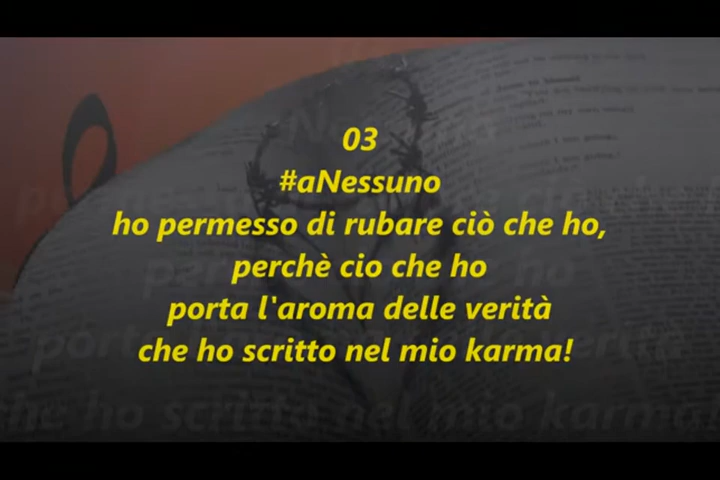 03
#aNessuno
ho permesso di rubare ciò che ho,
perchè cio che ho
porta l'aroma delle verità
che ho scritto nel mio karma!